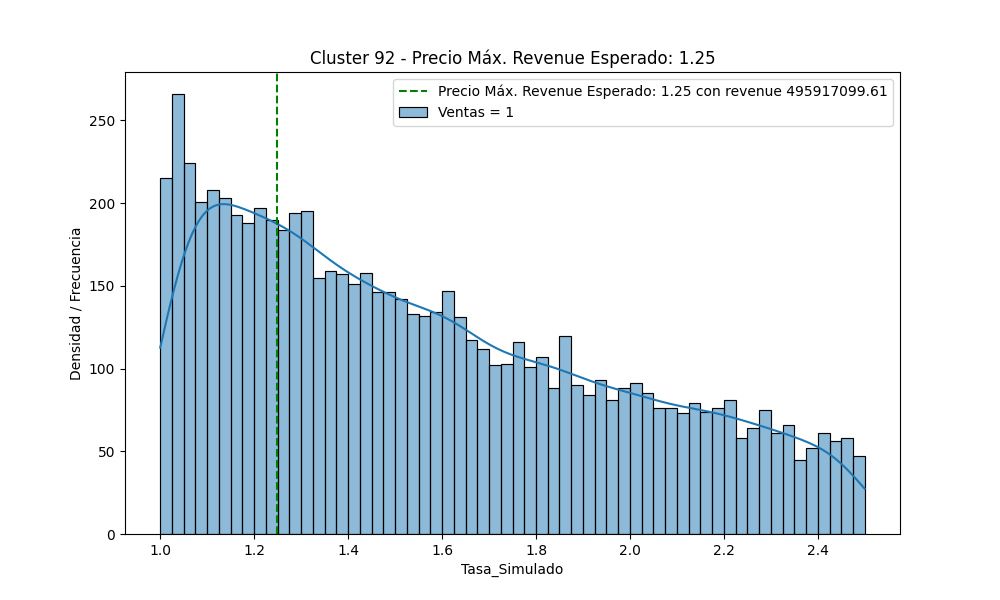 Cluster 92 - Precio Máx. Revenue Esperado: 1.25
Precio Máx. Revenue Esperado: 1.25 con revenue 495917099.61
Ventas = 1
Densidad / Frecuencia
250
200
150
100
50
0
1.0 1.2 1.4 1.6 1.8 2.0 2.2 2.4
Tasa_Simulado